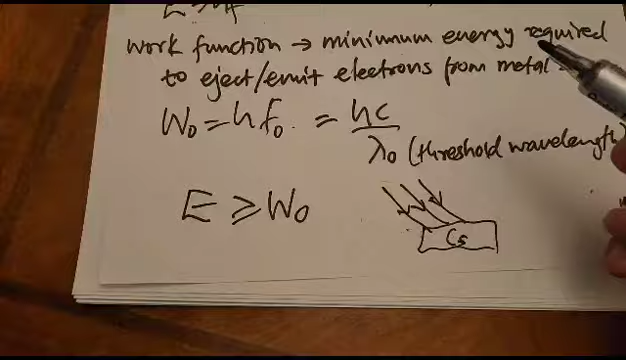 work function → minimum energy required
to eject/emit electrons from metal.
W₀ = hf₀. = hc/λ₀ (threshold wavelength)
E ≥ W₀
Cs